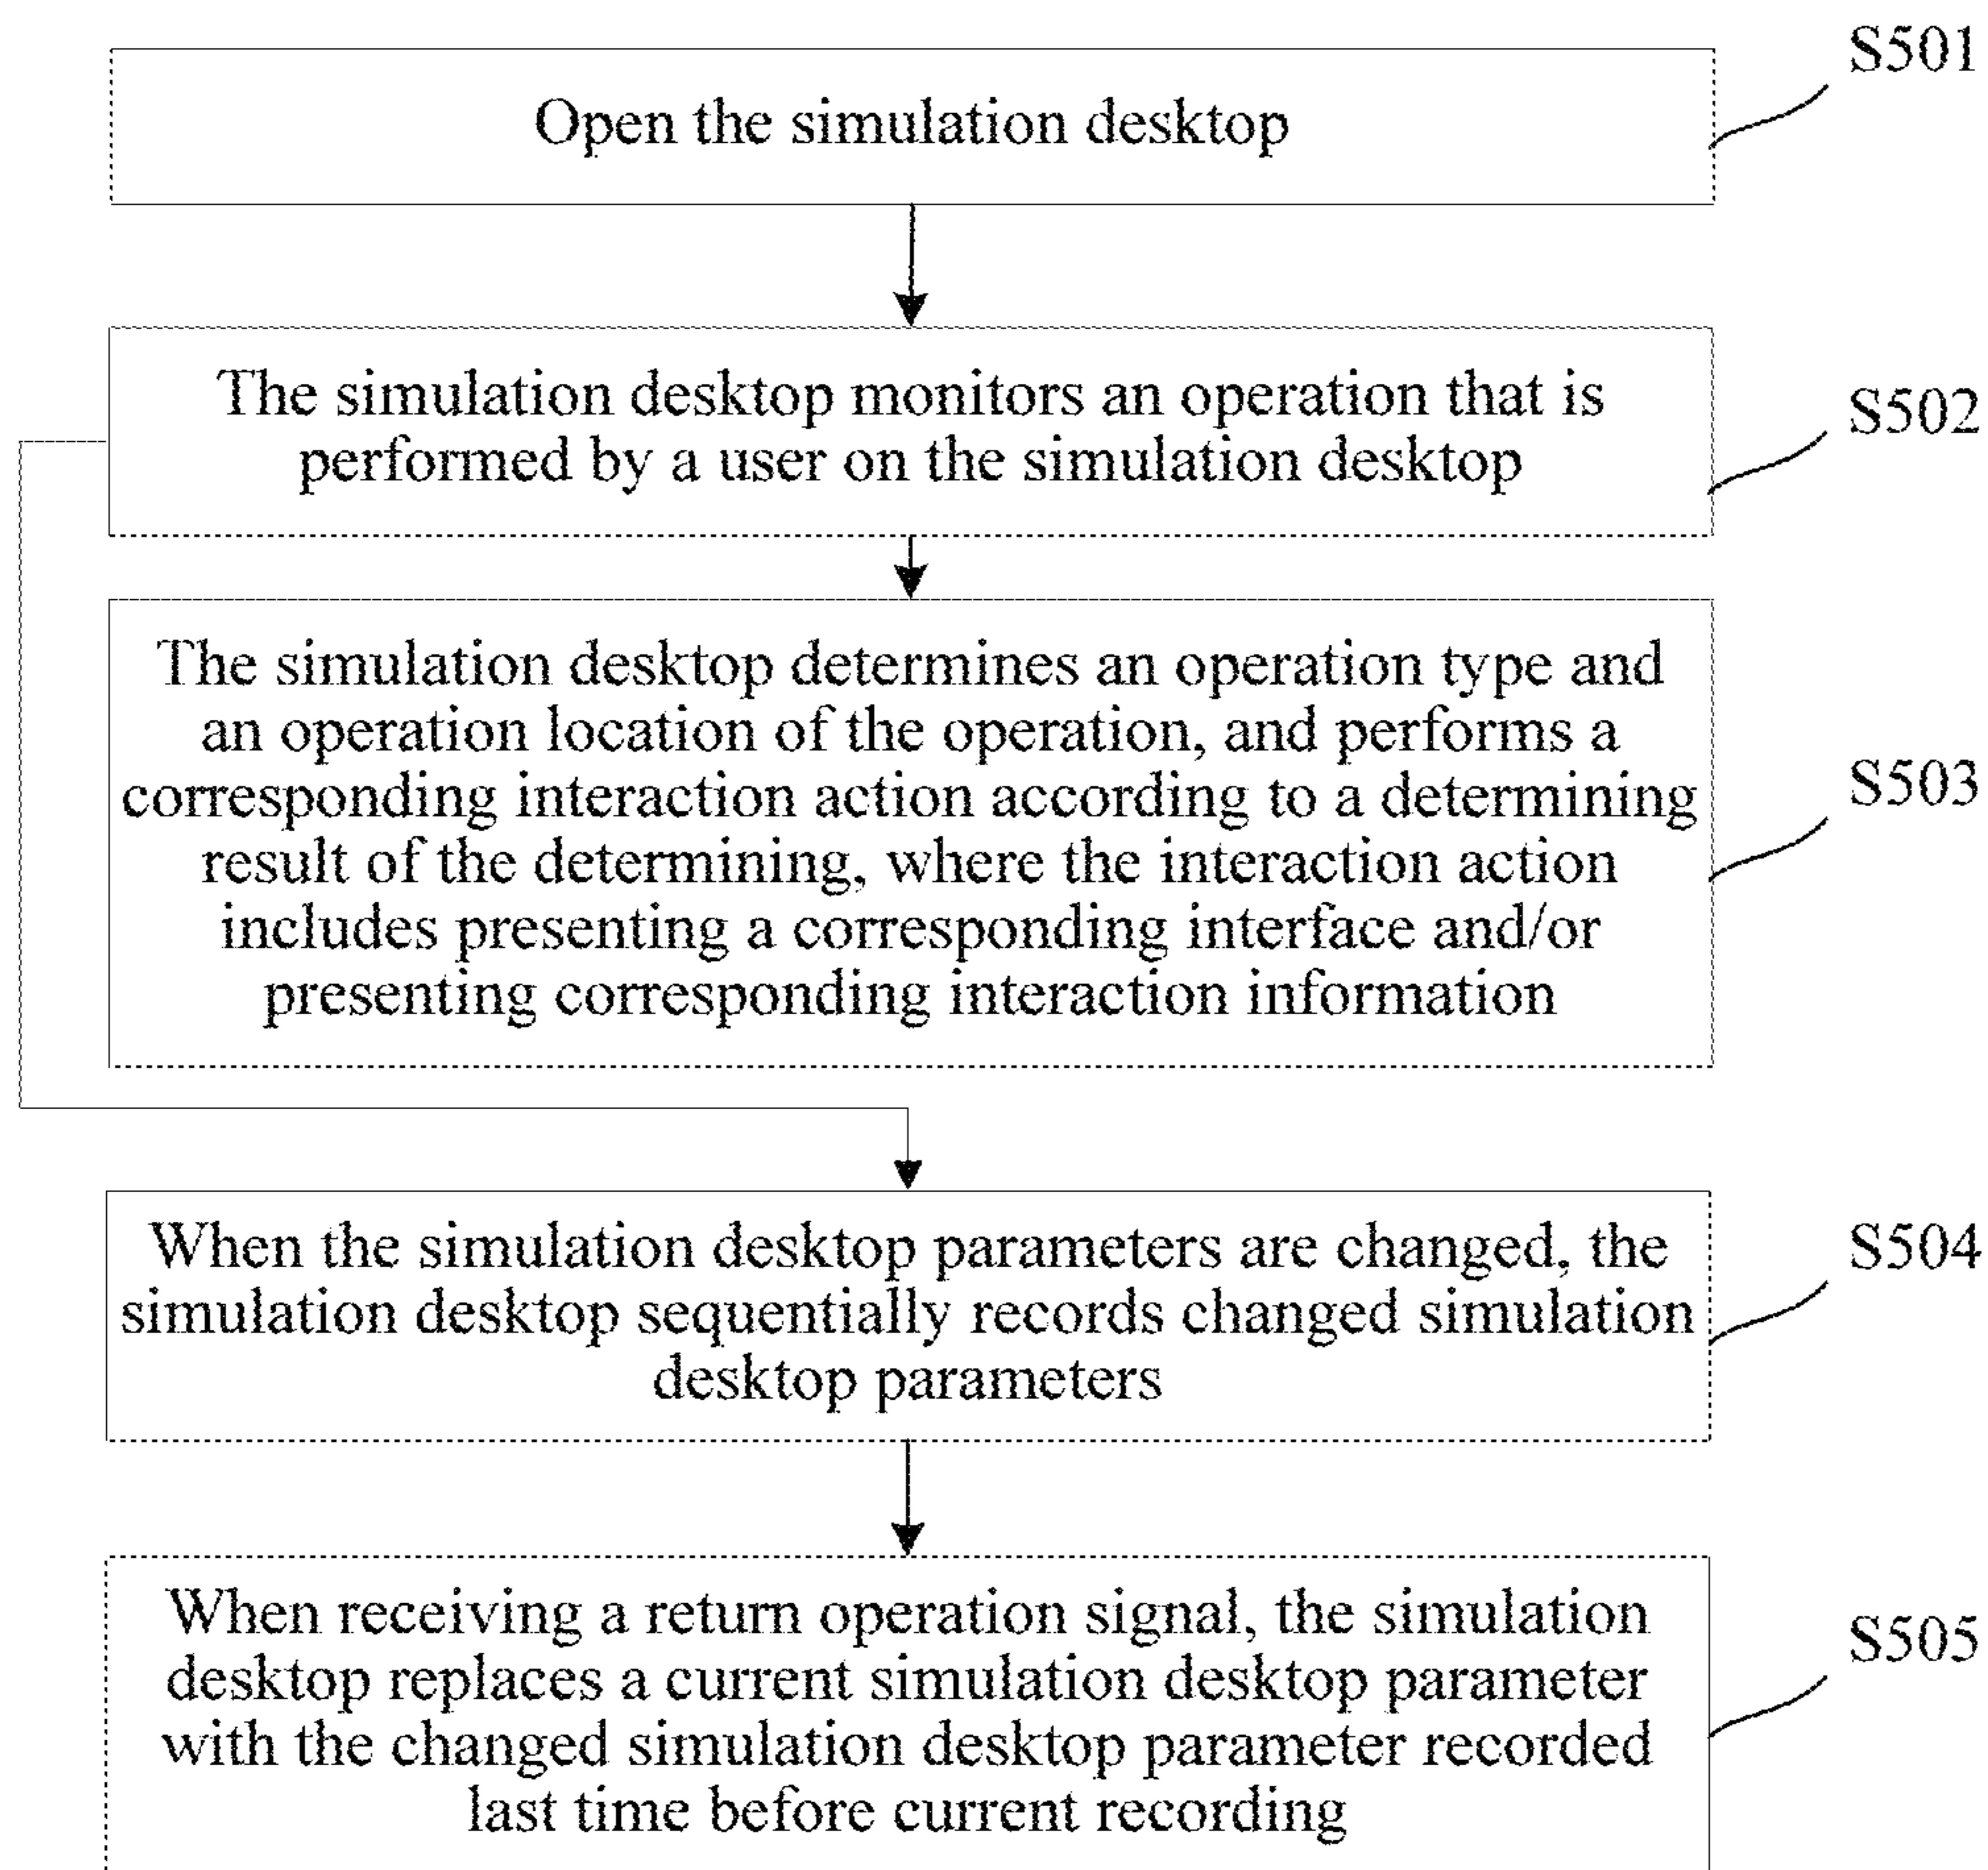 S501
Open the simulation desktop
The simulation desktop monitors an operation that is
performed by a user on the simulation desktop
S502
The simulation desktop determines an operation type and
an operation location of the operation, and performs a
corresponding interaction action according to a determining
result of the determining, where the interaction action
includes presenting a corresponding interface and/or
presenting corresponding interaction information
S503
When the simulation desktop parameters are changed, the
simulation desktop sequentially records changed simulation
desktop parameters
S504
When receiving a return operation signal, the simulation
desktop replaces a current simulation desktop parameter
with the changed simulation desktop parameter recorded
last time before current recording
S505